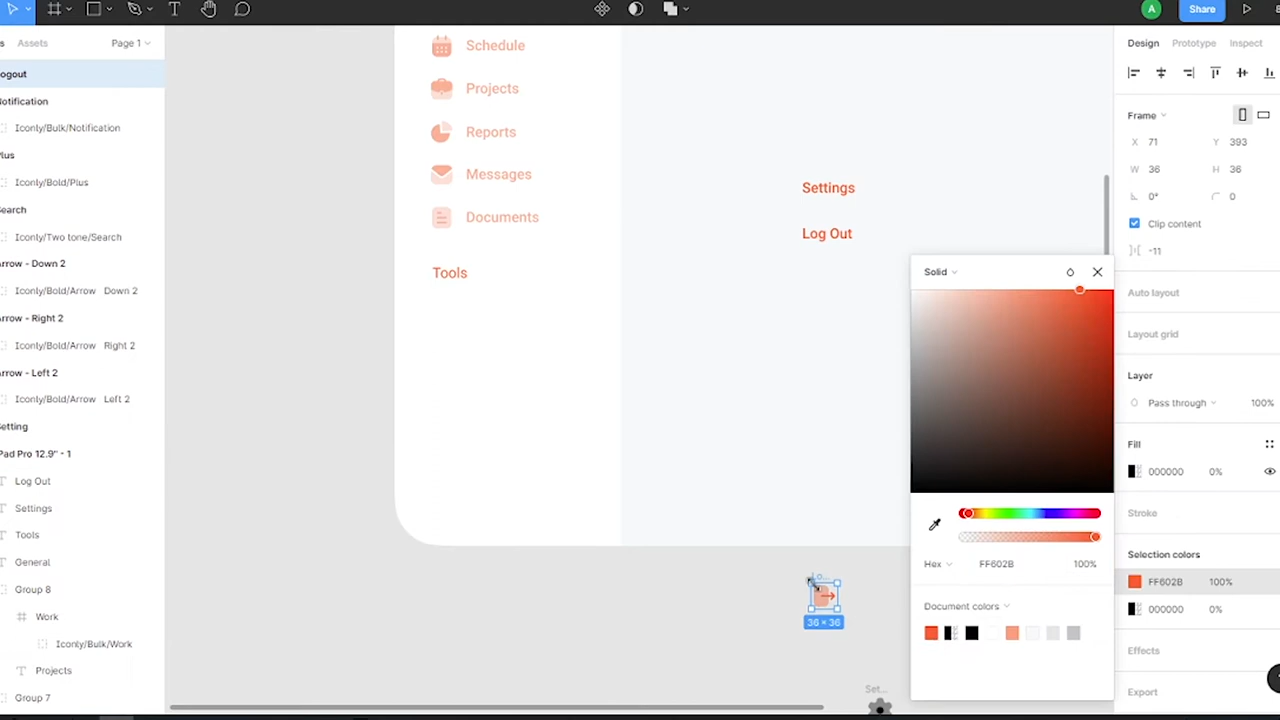 Share
s Assets Page 1
Design Prototype Inspect
ogout
Notification
Iconly/Bulk/Notification
Plus
Iconly/Bold/Plus
Search
Iconly/Two tone/Search
Arrow - Down 2
Iconly/Bold/Arrow Down 2
Arrow - Right 2
Iconly/Bold/Arrow Right 2
Arrow - Left 2
Iconly/Bold/Arrow Left 2
etting
Pad Pro 12.9" - 1
Log Out
Settings
Tools
General
Group 8
Work
Iconly/Bulk/Work
Projects
Group 7
Schedule
Projects
Reports
Messages
Documents
Tools
Settings
Log Out
36 × 36
Set...
Solid
Hex FF602B 100%
Document colors
A
Frame
X 71 Y 393
W 36 H 36
0° 0
Clip content
-11
Auto layout
Layout grid
Layer
Pass through 100%
Fill
000000 0%
Stroke
Selection colors
FF602B 100%
000000 0%
Effects
Export